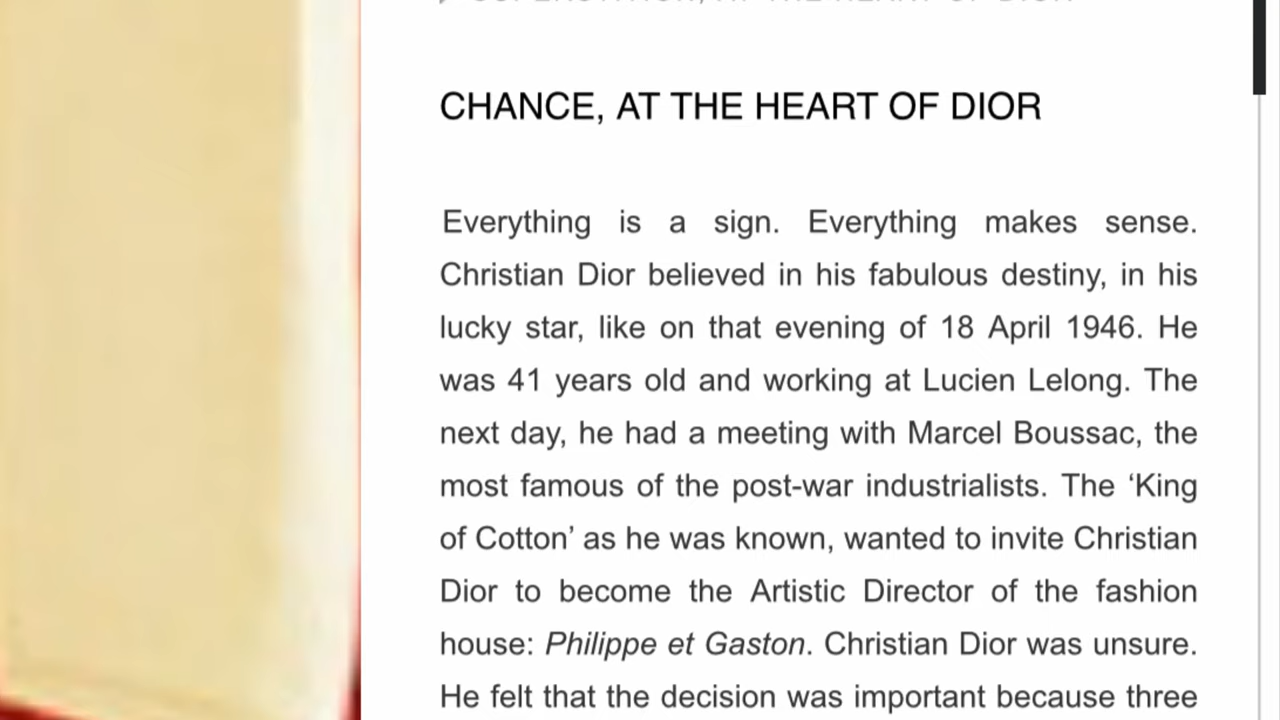 CHANCE, AT THE HEART OF DIOR
Everything is a sign. Everything makes sense.
Christian Dior believed in his fabulous destiny, in his
lucky star, like on that evening of 18 April 1946. He
was 41 years old and working at Lucien Lelong. The
next day, he had a meeting with Marcel Boussac, the
most famous of the post-war industrialists. The ‘King
of Cotton’ as he was known, wanted to invite Christian
Dior to become the Artistic Director of the fashion
house: Philippe et Gaston. Christian Dior was unsure.
He felt that the decision was important because three